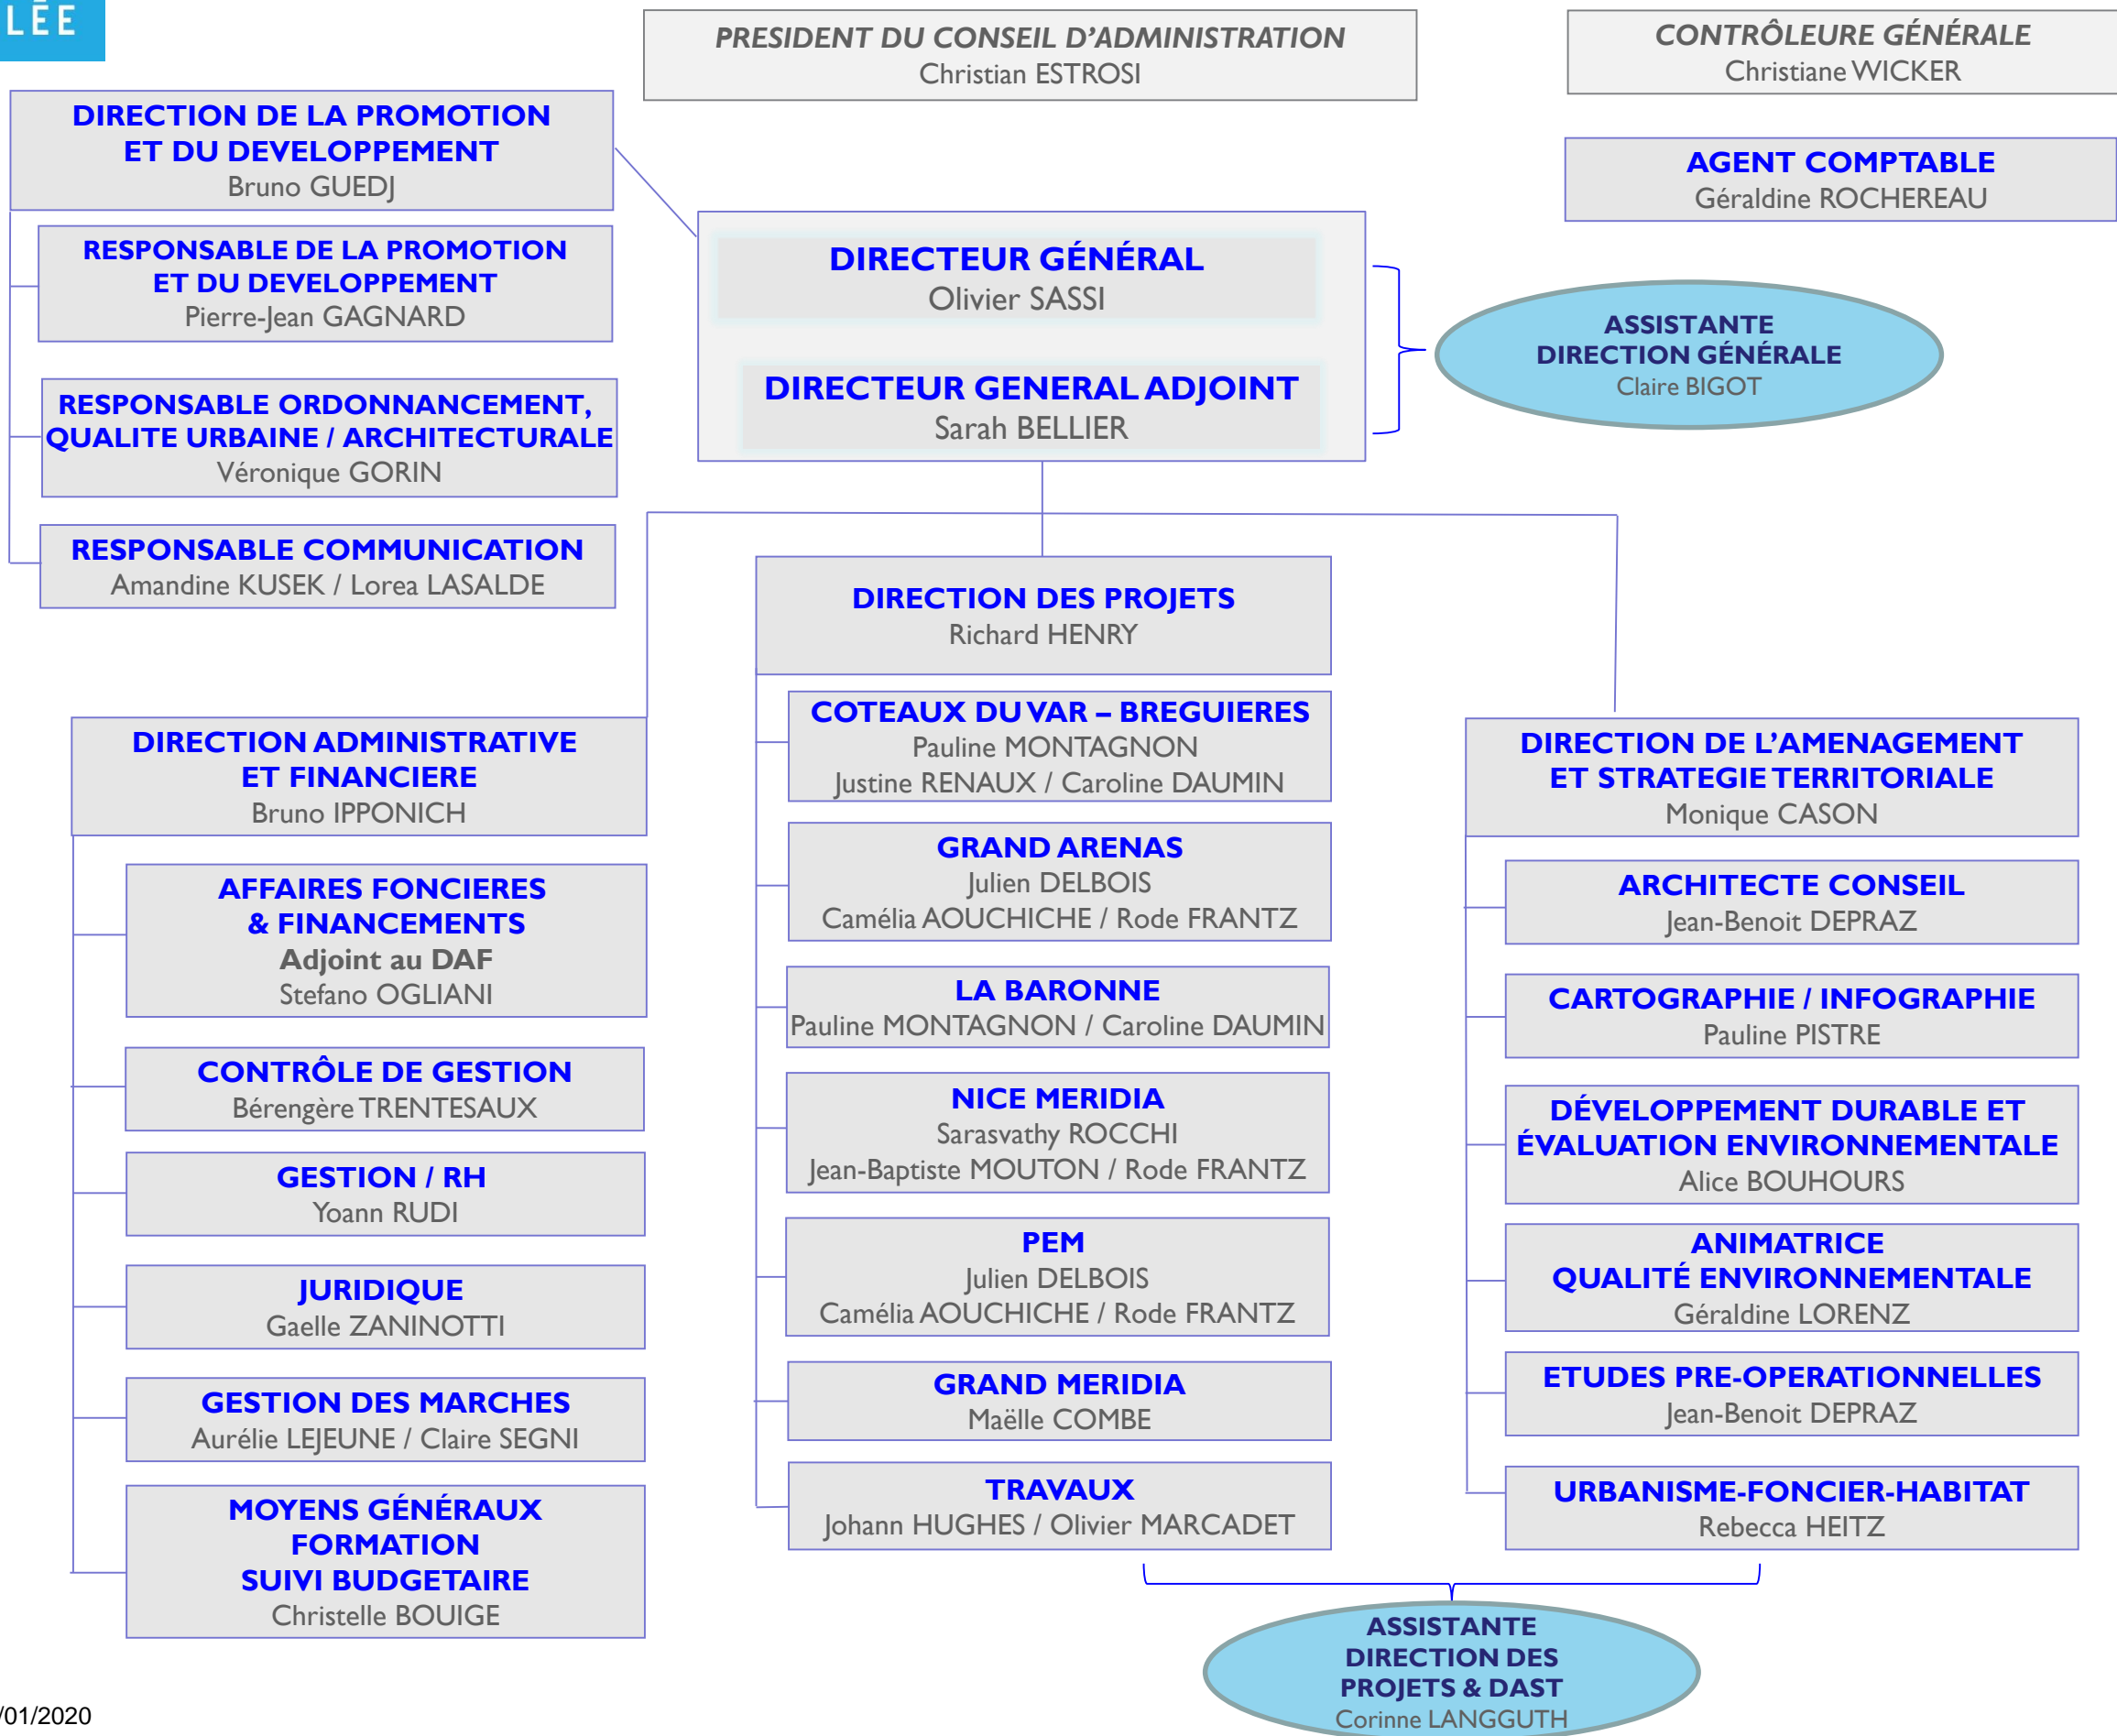 LÉE
PRESIDENT DU CONSEIL D'ADMINISTRATION
Christian ESTROSI
CONTRÔLEURE GÉNÉRALE
Christiane WICKER
AGENT COMPTABLE
Géraldine ROCHEREAU
DIRECTION DE LA PROMOTION
ET DU DEVELOPPEMENT
Bruno GUEDJ
RESPONSABLE DE LA PROMOTION
ET DU DEVELOPPEMENT
Pierre-Jean GAGNARD
RESPONSABLE ORDONNANCEMENT,
QUALITE URBAINE / ARCHITECTURALE
Véronique GORIN
RESPONSABLE COMMUNICATION
Amandine KUSEK / Lorea LASALDE
DIRECTEUR GÉNÉRAL
Olivier SASSI
DIRECTEUR GENERAL ADJOINT
Sarah BELLIER
ASSISTANTE
DIRECTION GÉNÉRALE
Claire BIGOT
DIRECTION ADMINISTRATIVE
ET FINANCIERE
Bruno IPPONICH
AFFAIRES FONCIERES
& FINANCEMENTS
Adjoint au DAF
Stefano OGLIANI
CONTRÔLE DE GESTION
Bérengère TRENTESAUX
GESTION / RH
Yoann RUDI
JURIDIQUE
Gaelle ZANINOTTI
GESTION DES MARCHES
Aurélie LEJEUNE / Claire SEGNI
MOYENS GÉNÉRAUX
FORMATION
SUIVI BUDGETAIRE
Christelle BOUIGE
DIRECTION DES PROJETS
Richard HENRY
COTEAUX DU VAR – BREGUIERES
Pauline MONTAGNON
Justine RENAUX / Caroline DAUMIN
GRAND ARENAS
Julien DELBOIS
Camélia AOUCHICHE / Rode FRANTZ
LA BARONNE
Pauline MONTAGNON / Caroline DAUMIN
NICE MERIDIA
Sarasvathy ROCCHI
Jean-Baptiste MOUTON / Rode FRANTZ
PEM
Julien DELBOIS
Camélia AOUCHICHE / Rode FRANTZ
GRAND MERIDIA
Maëlle COMBE
TRAVAUX
Johann HUGHES / Olivier MARCADET
DIRECTION DE L'AMENAGEMENT
ET STRATEGIE TERRITORIALE
Monique CASON
ARCHITECTE CONSEIL
Jean-Benoit DEPRAZ
CARTOGRAPHIE / INFOGRAPHIE
Pauline PISTRE
DÉVELOPPEMENT DURABLE ET
ÉVALUATION ENVIRONNEMENTALE
Alice BOUHOURS
ANIMATRICE
QUALITÉ ENVIRONNEMENTALE
Géraldine LORENZ
ETUDES PRE-OPERATIONNELLES
Jean-Benoit DEPRAZ
URBANISME-FONCIER-HABITAT
Rebecca HEITZ
ASSISTANTE
DIRECTION DES
PROJETS & DAST
Corinne LANGGUTH
/01/2020